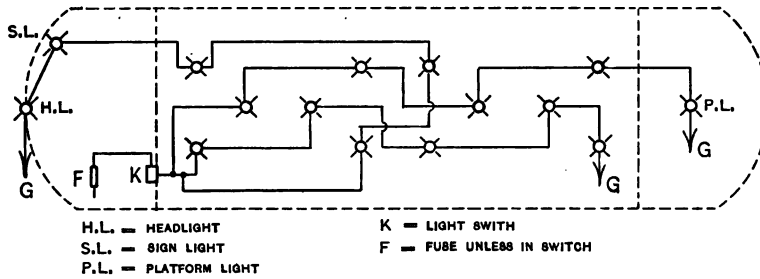 S.L.
H.L.
P.L.
G
F
K
G
G
H.L. — HEADLIGHT
S.L. — SIGN LIGHT
P.L. — PLATFORM LIGHT
K — LIGHT SWITH
F — FUSE UNLESS IN SWITCH